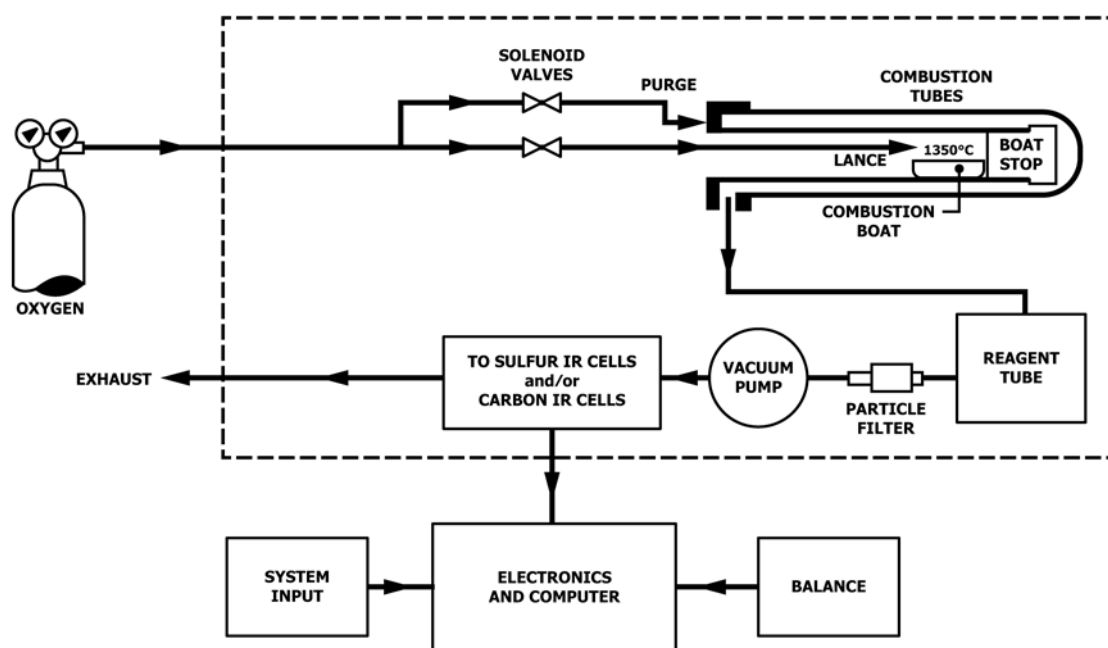 SOLENOID
VALVES
PURGE
COMBUSTION
TUBES
LANCE
1350°C
BOAT
STOP
COMBUSTION
BOAT
OXYGEN
EXHAUST
TO SULFUR IR CELLS
and/or
CARBON IR CELLS
VACUUM
PUMP
PARTICLE
FILTER
REAGENT
TUBE
SYSTEM
INPUT
ELECTRONICS
AND COMPUTER
BALANCE